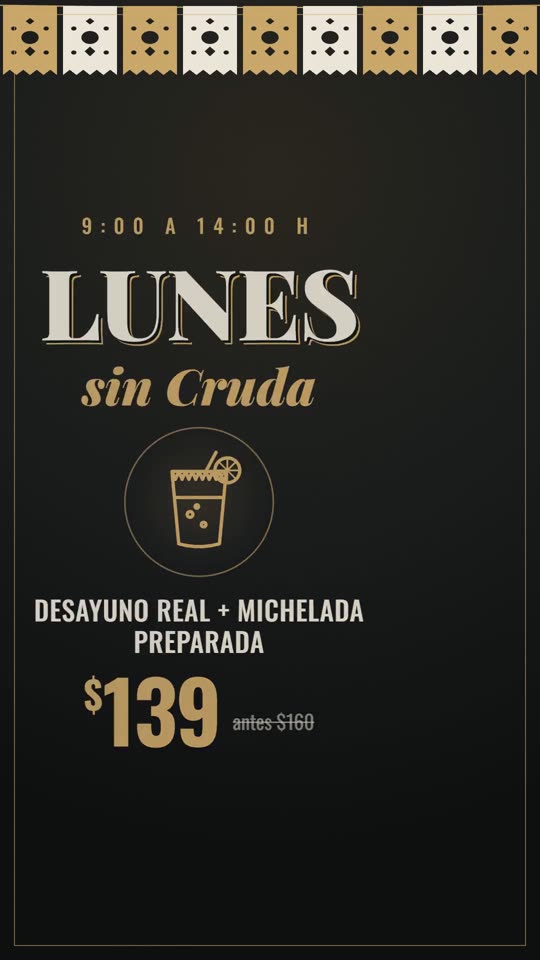 9:00 A 14:00 H
LUNES
sin Cruda
DESAYUNO REAL + MICHELADA
PREPARADA
$139 antes $160